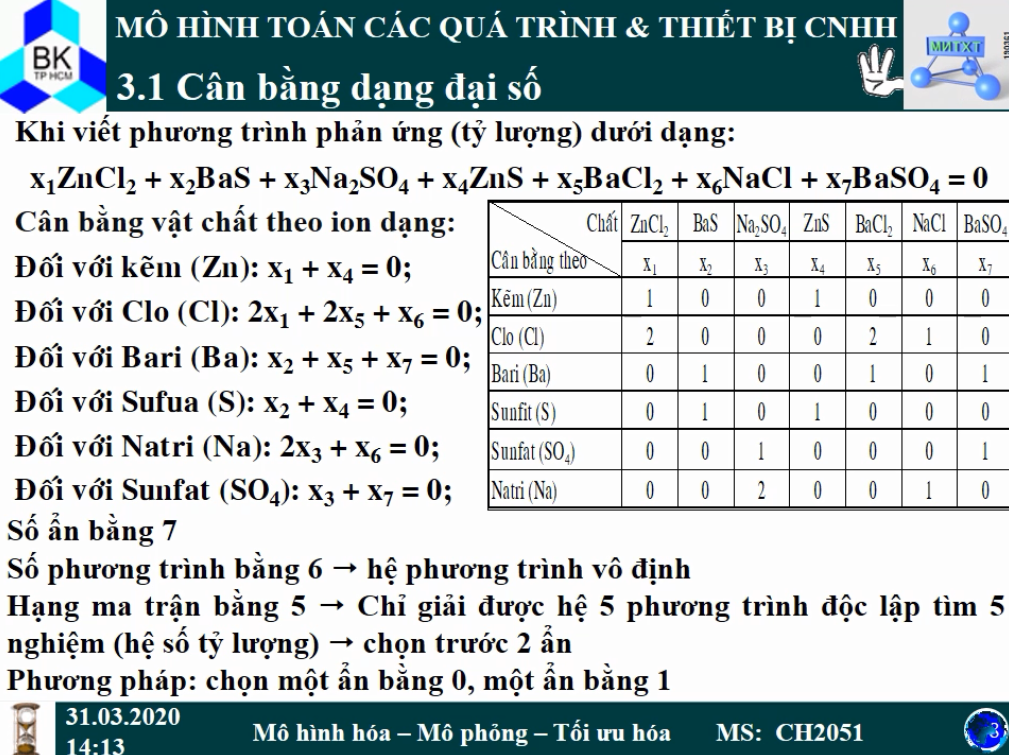 BK
TP HCM
MÔ HÌNH TOÁN CÁC QUÁ TRÌNH & THIẾT BỊ CNHH
3.1 Cân bằng dạng đại số
МИТХТ
Khi viết phương trình phản ứng (tỷ lượng) dưới dạng:
x₁ZnCl₂ + x₂BaS + x₃Na₂SO₄ + x₄ZnS + x₅BaCl₂ + x₆NaCl + x₇BaSO₄ = 0
Cân bằng vật chất theo ion dạng:
Đối với kẽm (Zn): x₁ + x₄ = 0;
Đối với Clo (Cl): 2x₁ + 2x₅ + x₆ = 0;
Đối với Bari (Ba): x₂ + x₅ + x₇ = 0;
Đối với Sufua (S): x₂ + x₄ = 0;
Đối với Natri (Na): 2x₃ + x₆ = 0;
Đối với Sunfat (SO₄): x₃ + x₇ = 0;
Chất ZnCl₂ BaS Na₂SO₄ ZnS BaCl₂ NaCl BaSO₄
Cân bằng theo x₁ x₂ x₃ x₄ x₅ x₆ x₇
Kẽm (Zn) 1 0 0 1 0 0 0
Clo (Cl) 2 0 0 0 2 1 0
Bari (Ba) 0 1 0 0 1 0 1
Sunfit (S) 0 1 0 1 0 0 0
Sunfat (SO₄) 0 0 1 0 0 0 1
Natri (Na) 0 0 2 0 0 1 0
Số ẩn bằng 7
Số phương trình bằng 6 → hệ phương trình vô định
Hạng ma trận bằng 5 → Chỉ giải được hệ 5 phương trình độc lập tìm 5
nghiệm (hệ số tỷ lượng) → chọn trước 2 ẩn
Phương pháp: chọn một ẩn bằng 0, một ẩn bằng 1
31.03.2020
14:13
Mô hình hóa – Mô phỏng – Tối ưu hóa MS: CH2051
3